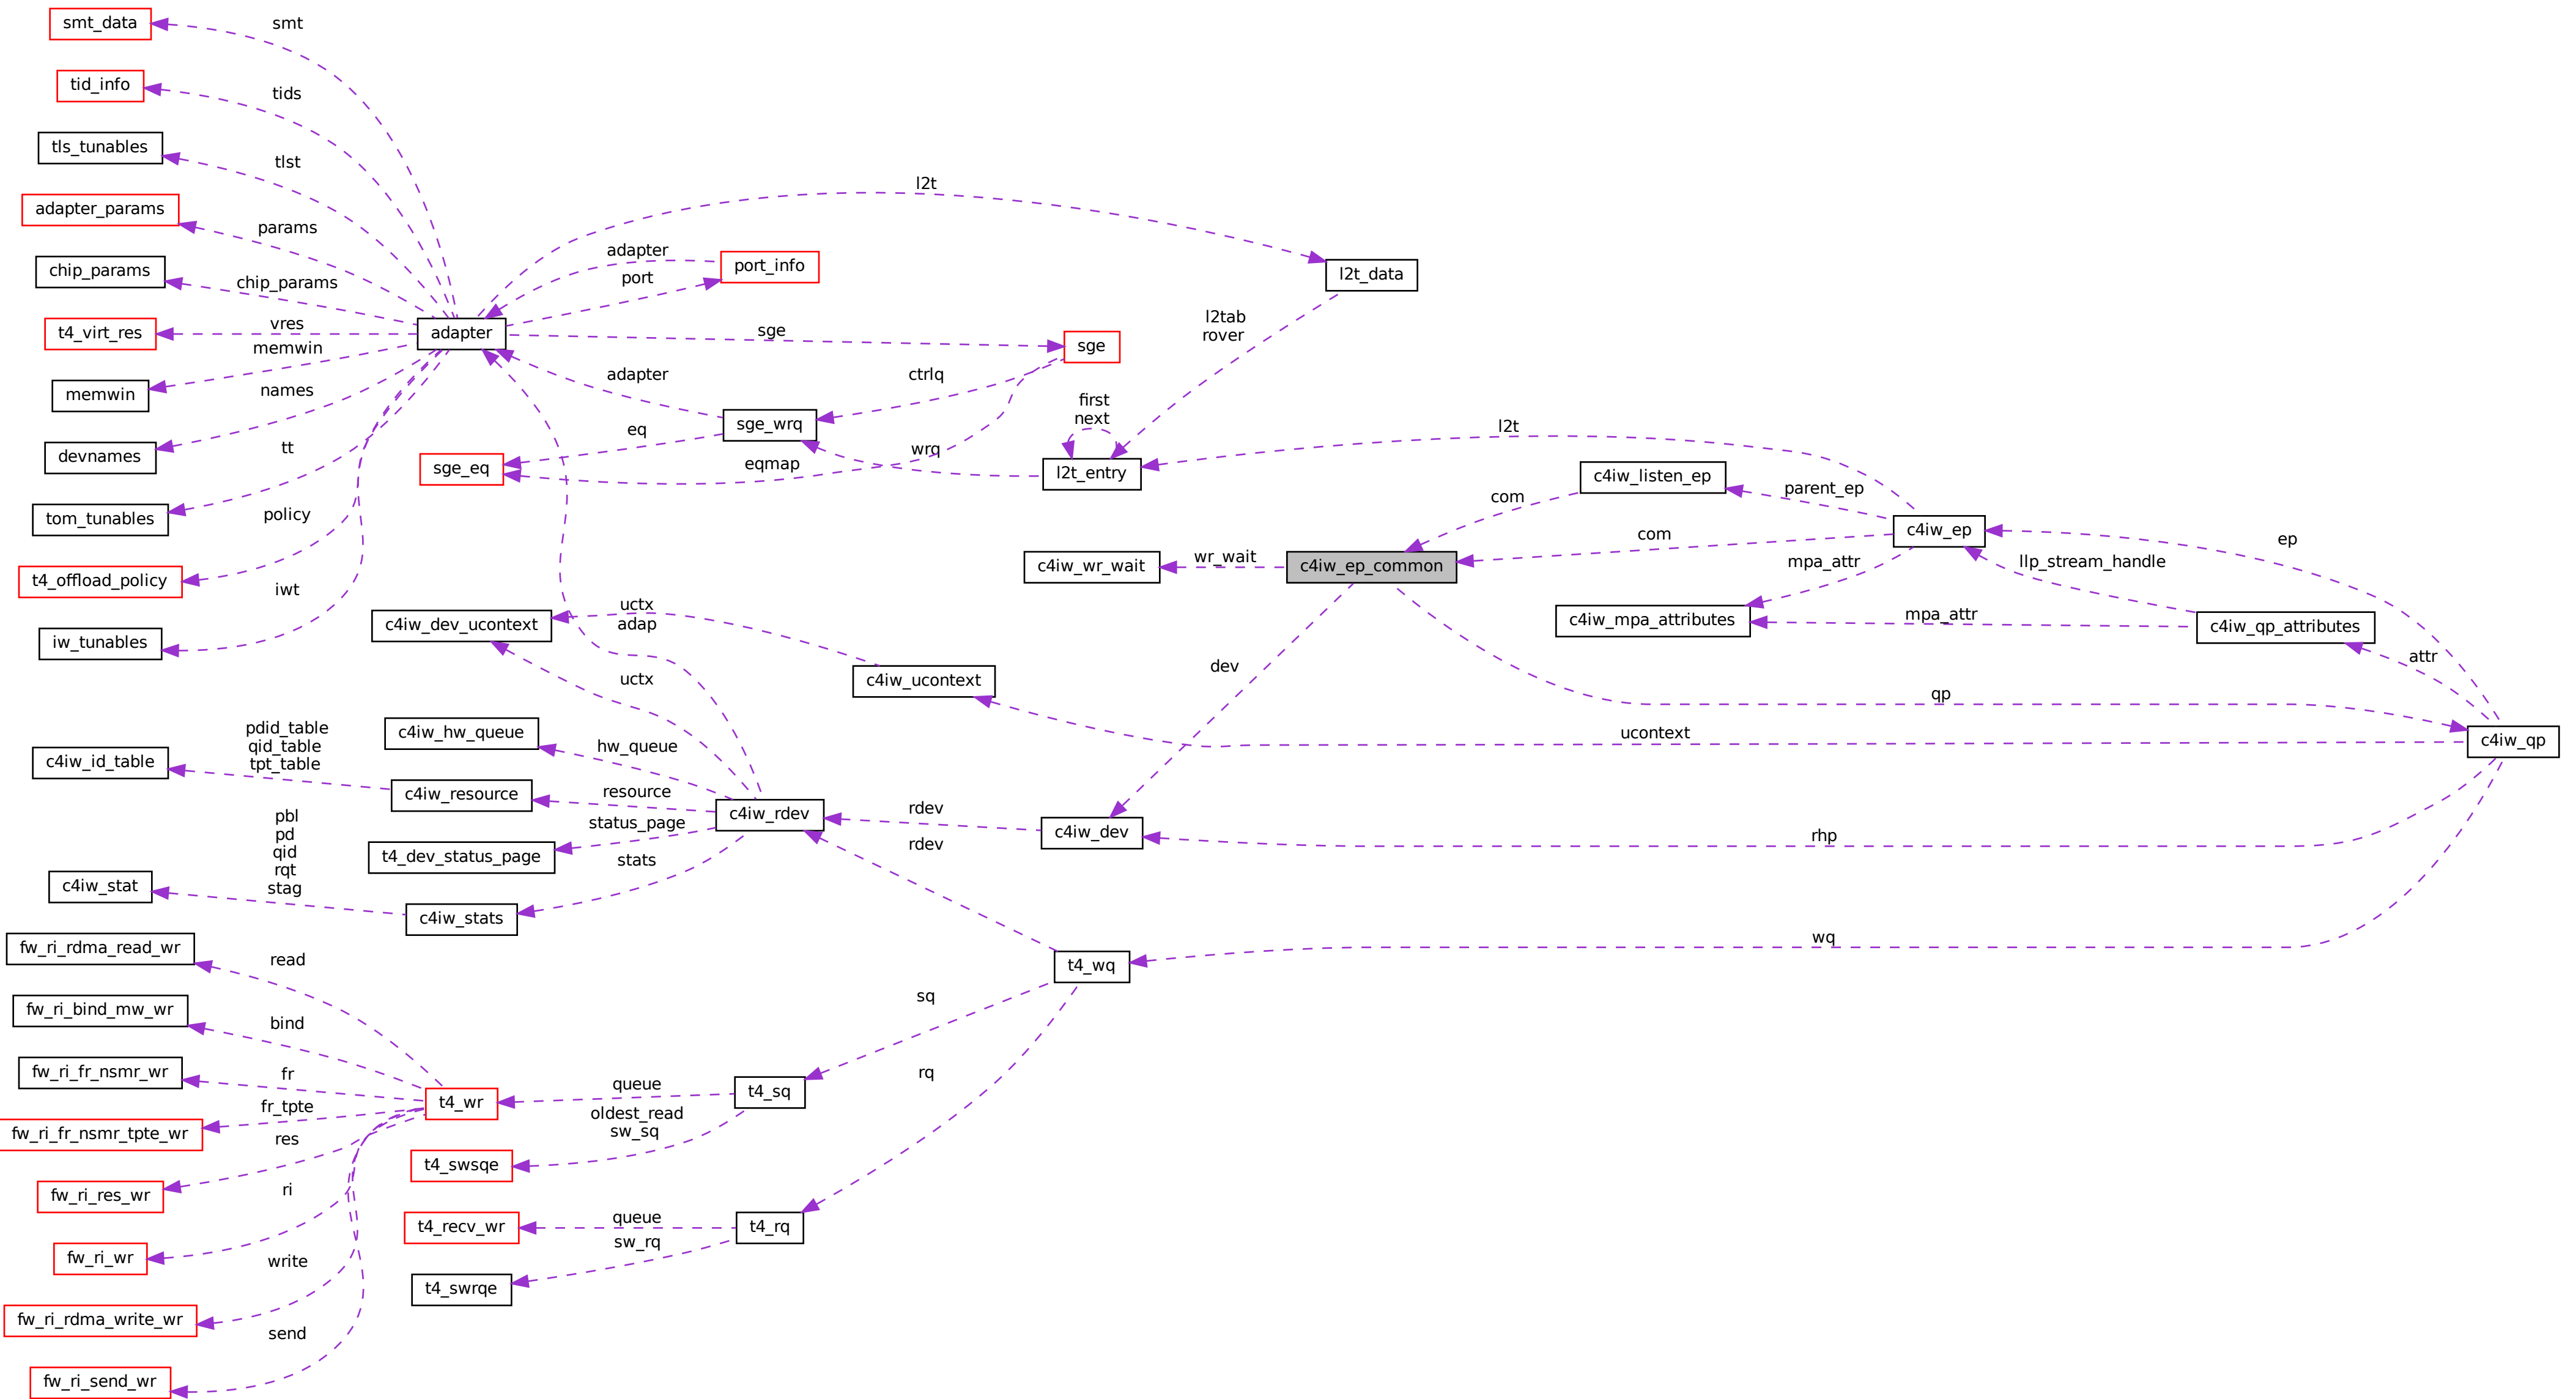 smt_data
smt
tid_info
tids
tls_tunables
tlst
adapter_params
params
chip_params
chip_params
t4_virt_res
vres
memwin
memwin
devnames
names
tom_tunables
tt
t4_offload_policy
policy
iw_tunables
iwt
adapter
l2t
adapter
port
port_info
sge
sge
adapter
ctrlq
sge_wrq
eq
sge_eq
eqmap
wrq
l2t_data
l2tab
rover
first
next
l2t_entry
l2t
c4iw_listen_ep
parent_ep
com
c4iw_ep
com
c4iw_wr_wait
wr_wait
c4iw_ep_common
mpa_attr
c4iw_mpa_attributes
mpa_attr
llp_stream_handle
c4iw_qp_attributes
ep
attr
c4iw_qp
qp
ucontext
c4iw_dev_ucontext
uctx
adap
uctx
c4iw_ucontext
dev
c4iw_hw_queue
hw_queue
c4iw_id_table
pdid_table
qid_table
tpt_table
c4iw_resource
resource
c4iw_rdev
rdev
rdev
c4iw_dev
rhp
t4_dev_status_page
status_page
c4iw_stat
pbl
pd
qid
rqt
stag
c4iw_stats
stats
wq
t4_wq
sq
rq
fw_ri_rdma_read_wr
read
fw_ri_bind_mw_wr
bind
fw_ri_fr_nsmr_wr
fr
fw_ri_fr_nsmr_tpte_wr
fr_tpte
t4_wr
queue
t4_sq
oldest_read
sw_sq
t4_swsqe
fw_ri_res_wr
res
fw_ri_wr
ri
t4_recv_wr
queue
t4_rq
sw_rq
t4_swrqe
fw_ri_rdma_write_wr
write
fw_ri_send_wr
send